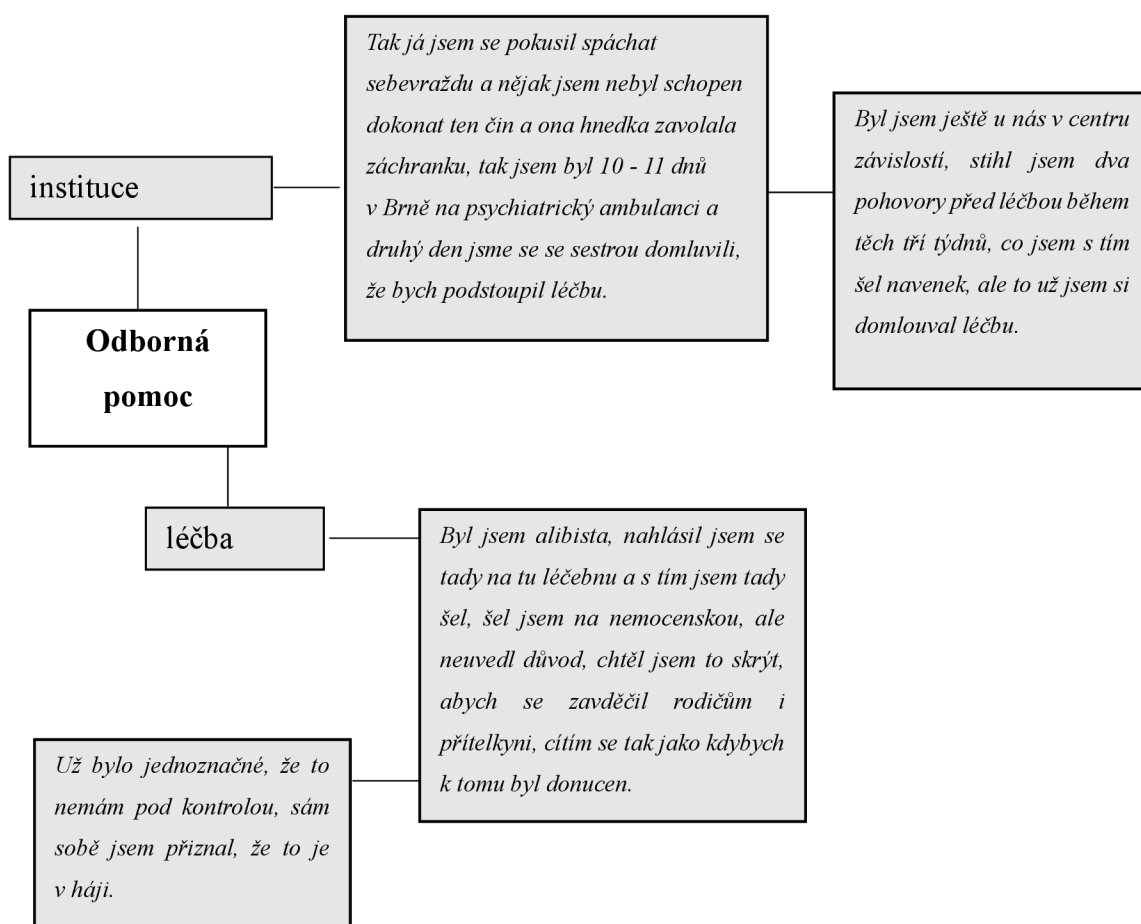 Tak já jsem se pokusil spáchat
sebevraždu a nějak jsem nebyl schopen
dokonat ten čin a ona hnedka zavolala
záchranku, tak jsem byl 10 - 11 dnů
v Brně na psychiatrický ambulanci a
druhý den jsme se se sestrou domluvili,
že bych podstoupil léčbu.
Byl jsem ještě u nás v centru
závislostí, stihl jsem dva
pohovory před léčbou během
těch tří týdnů, co jsem s tím
šel navenek, ale to už jsem si
domlouval léčbu.
instituce
Odborná
pomoc
léčba
Byl jsem alibista, nahlásil jsem se
tady na tu léčebnu a s tím jsem tady
šel, šel jsem na nemocenskou, ale
neuvedl důvod, chtěl jsem to skrýt,
abych se zavděčil rodičům i
přítelkyni, cítím se tak jako kdybych
k tomu byl donucen.
Už bylo jednoznačné, že to
nemám pod kontrolou, sám
sobě jsem přiznal, že to je
v háji.